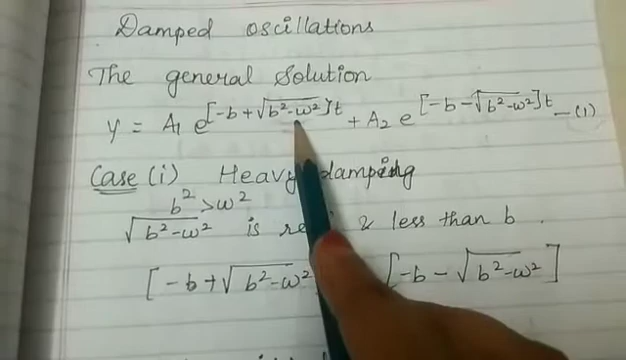 Damped oscillations
The general solution
y = A₁ e^[-b + √(b²-ω²)]t + A₂ e^[-b - √(b²-ω²)]t — (1)
Case (i) Heavy damping
b² > ω²
√(b²-ω²) is & less than b.
[-b + √(b²-ω²) [-b - √(b²-ω²)]